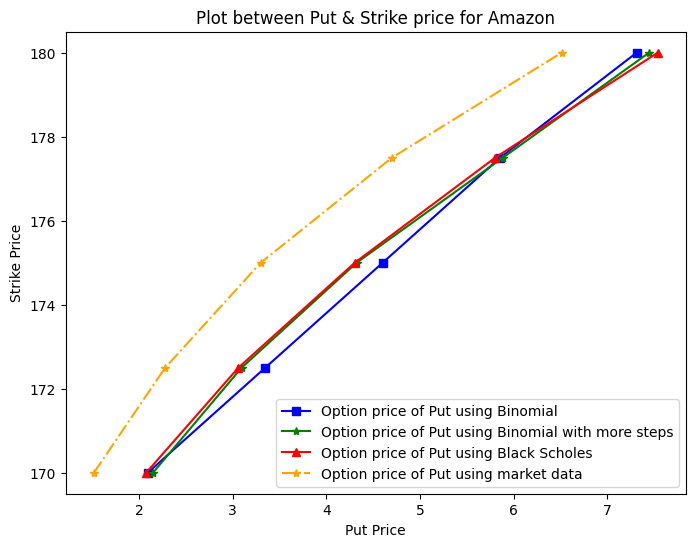 Plot between Put & Strike price for Amazon
180
178
176
174
172
170
Strike Price
Option price of Put using Binomial
Option price of Put using Binomial with more steps
Option price of Put using Black Scholes
Option price of Put using market data
2 3 4 5 6 7
Put Price